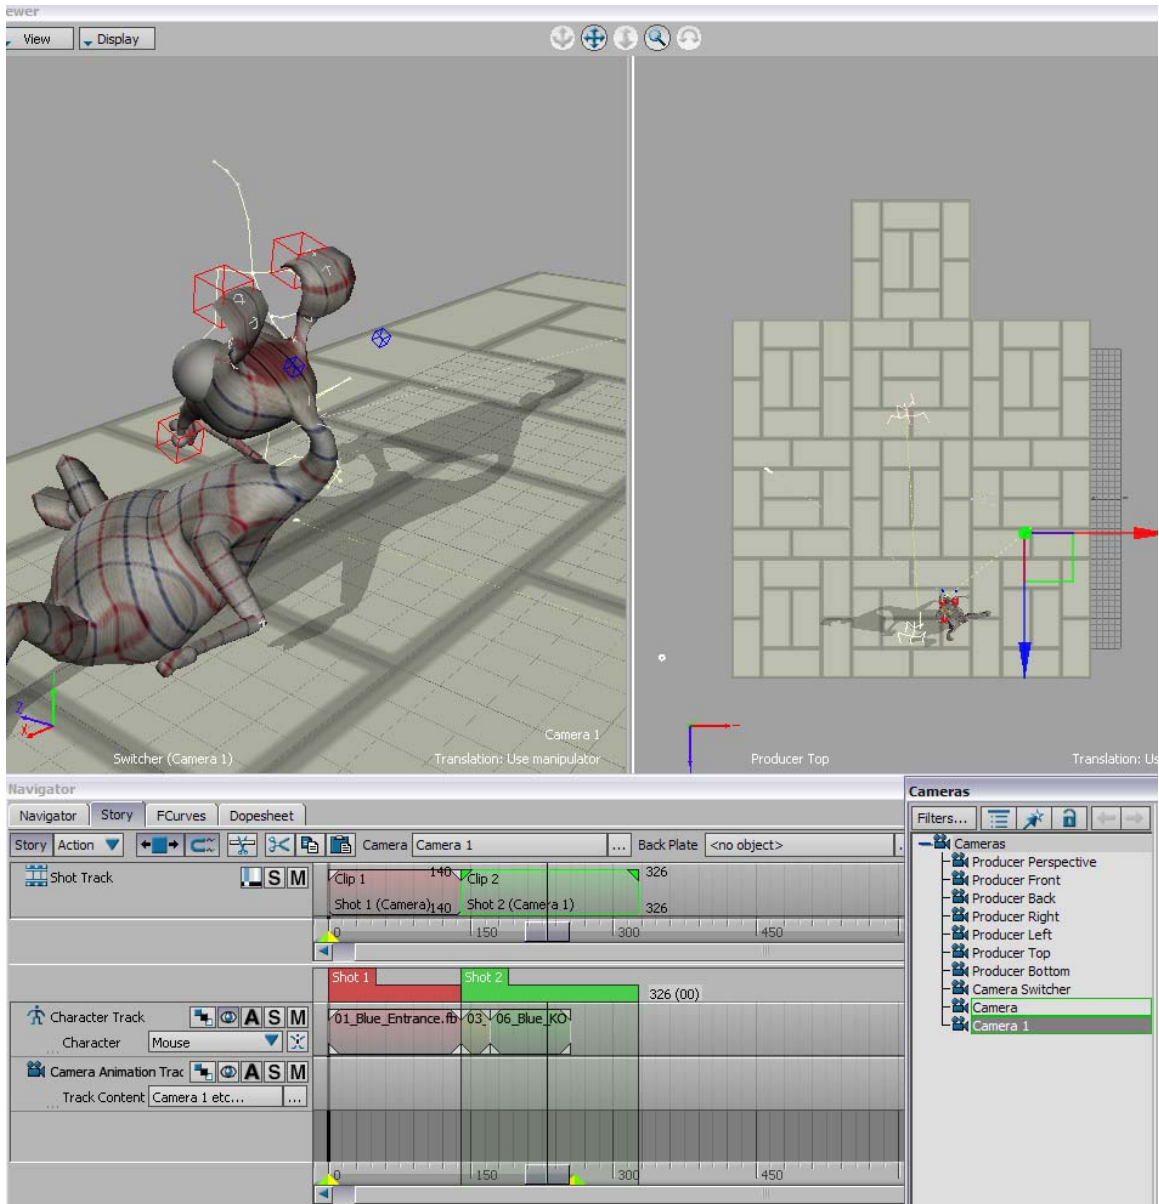 ewer
View Display
Camera 1
Switcher (Camera 1) Translation: Use manipulator
Producer Top Translation: Us
Z
X
Navigator
Navigator Story FCurves Dopesheet
Story Action Camera Camera 1 ... Back Plate <no object>
Shot Track S M
Clip 1 140 Clip 2 326
Shot 1 (Camera) 140 Shot 2 (Camera 1) 326
0 150 300 450
Shot 1 Shot 2
326 (00)
Character Track A S M
01_Blue_Entrance.fb 03_ 06_Blue_KO
Character Mouse
Camera Animation Trac A S M
Track Content Camera 1 etc... ...
0 150 300 450
Cameras
Filters...
Cameras
Producer Perspective
Producer Front
Producer Back
Producer Right
Producer Left
Producer Top
Producer Bottom
Camera Switcher
Camera
Camera 1